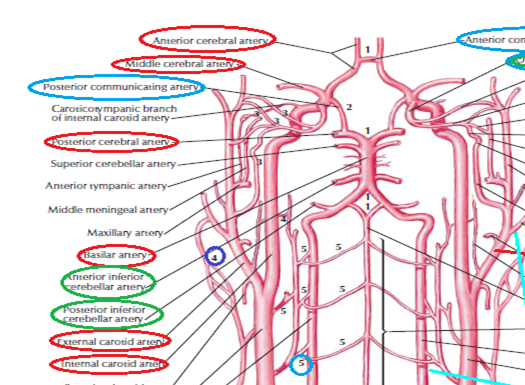 Anterior cerebral artery
Middle cerebral artery
Posterior communicating artery
Caroticotympanic branch
of internal carotid artery
Posterior cerebral artery
Superior cerebellar artery
Anterior tympanic artery
Middle meningeal artery
Maxillary artery
Basilar artery
Anterior inferior
cerebellar artery
Posterior inferior
cerebellar artery
External carotid artery
Internal carotid artery
Anterior com
1
2
3
3
3
3
1
1
1
4
4
5
5
5
5
5
5
5